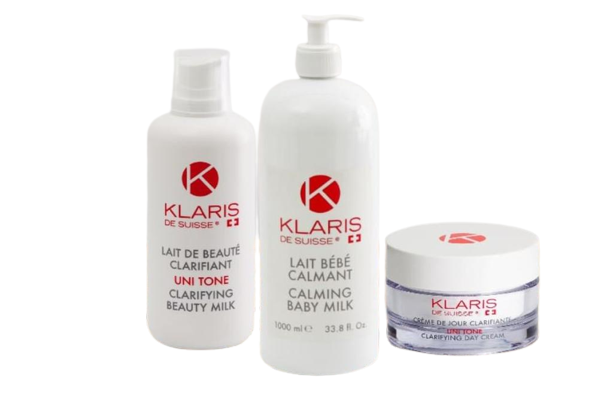 K
KLARIS
DE SUISSE®
LAIT DE BEAUTÉ
CLARIFIANT
UNI TONE
CLARIFYING
BEAUTY MILK
K
KLARIS
DE SUISSE®
LAIT BÉBÉ
CALMANT
CALMING
BABY MILK
1000 ml ℮ 33.8 fl. Oz.
KLARIS
DE SUISSE®
CRÈME DE JOUR CLARIFIANTE
UNI TONE
CLARIFYING DAY CREAM